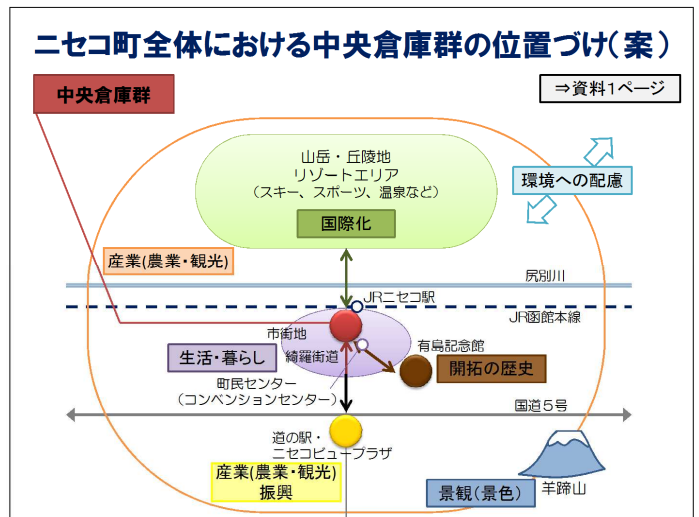 ニセコ町全体における中央倉庫群の位置づけ(案)
中央倉庫群
⇒資料1ページ
山岳・丘陵地
リゾートエリア
(スキー、スポーツ、温泉など)
国際化
環境への配慮
産業(農業・観光)
尻別川
JRニセコ駅
JR函館本線
市街地
綺羅街道
有島記念館
生活・暮らし
開拓の歴史
町民センター
(コンベンションセンター)
国道5号
道の駅・
ニセコビュープラザ
産業(農業・観光)
振興
景観(景色)
羊蹄山